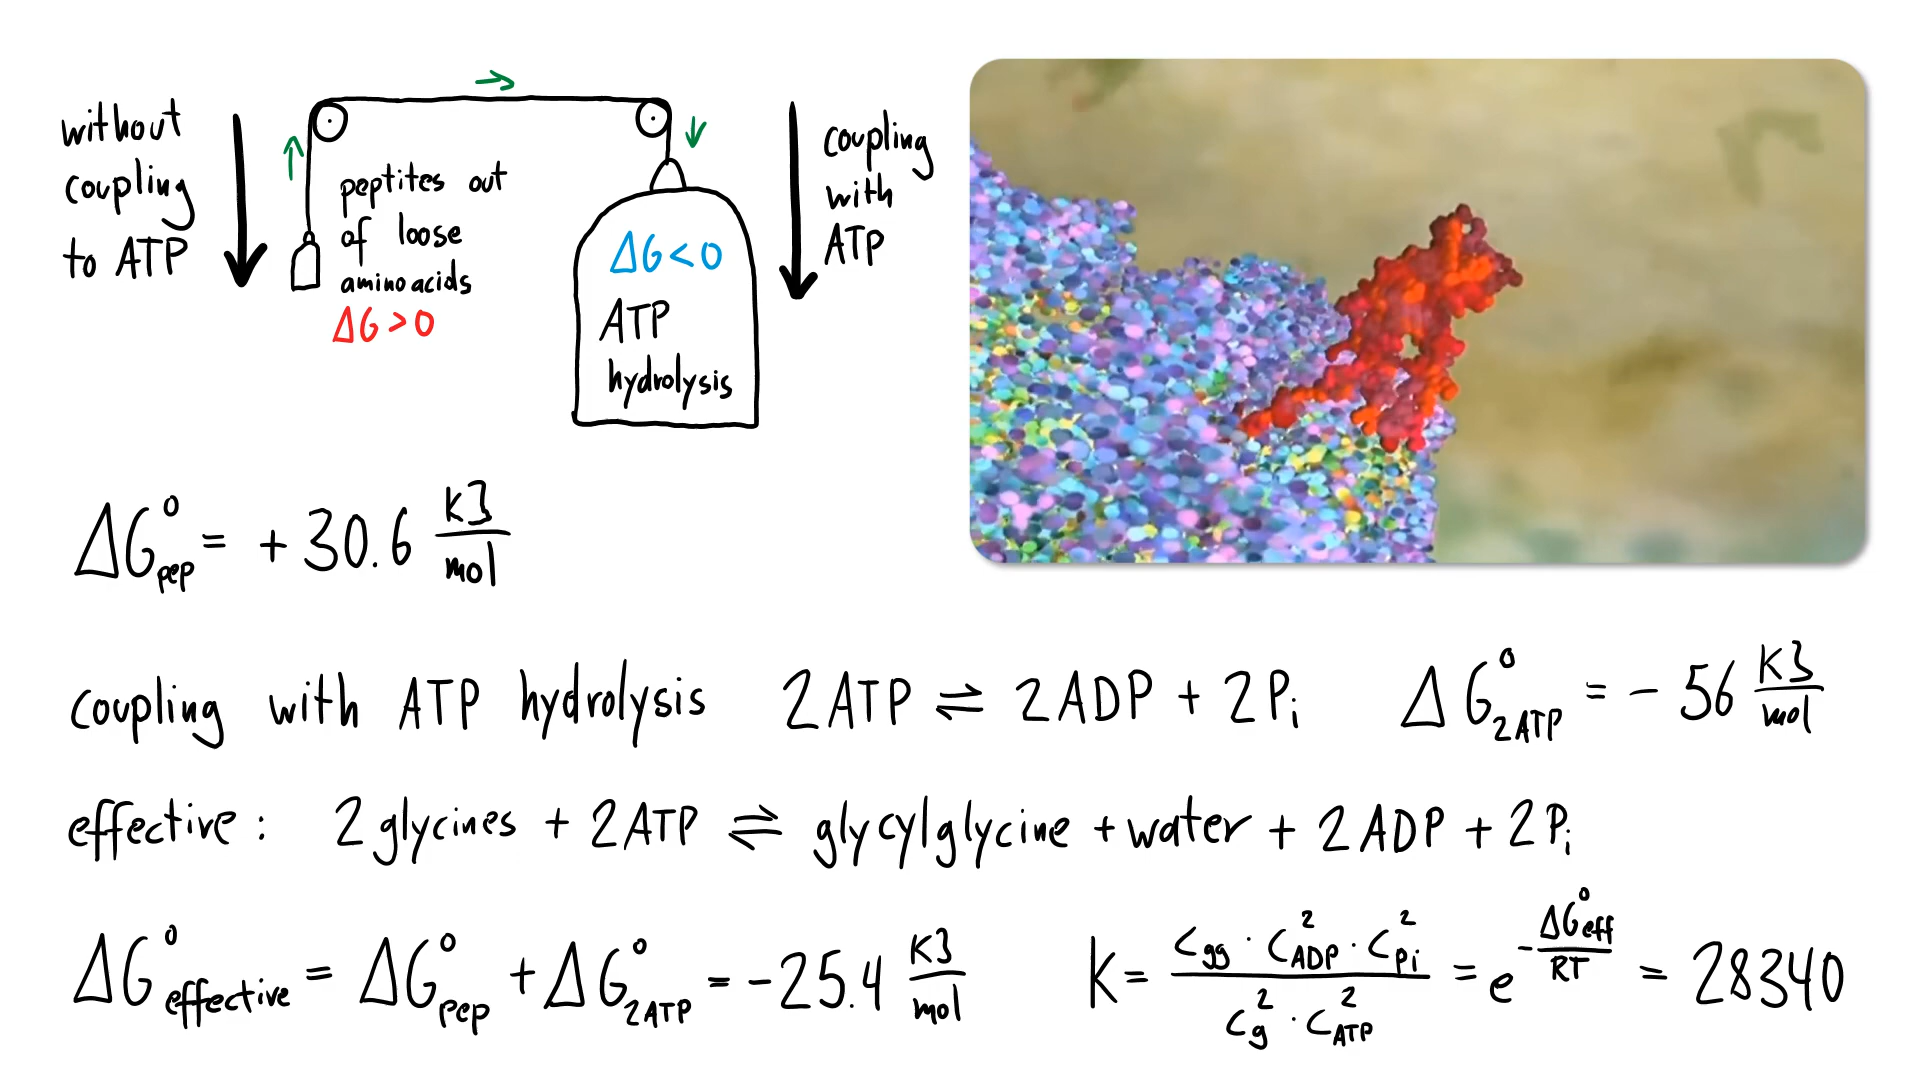 without
coupling
to ATP
peptites out
of loose
aminoacids
ΔG > 0
ΔG < 0
ATP
hydrolysis
coupling
with
ATP
ΔG°pep = + 30.6 kJ/mol
coupling with ATP hydrolysis 2ATP ⇌ 2ADP + 2Pi ΔG°2ATP = - 56 kJ/mol
effective: 2 glycines + 2ATP ⇌ glycylglycine + water + 2ADP + 2Pi
ΔG°effective = ΔG°pep + ΔG°2ATP = -25.4 kJ/mol K = (Cgg · C²ADP · C²Pi)/(C²g · C²ATP) = e^(-ΔG°eff/RT) = 28340